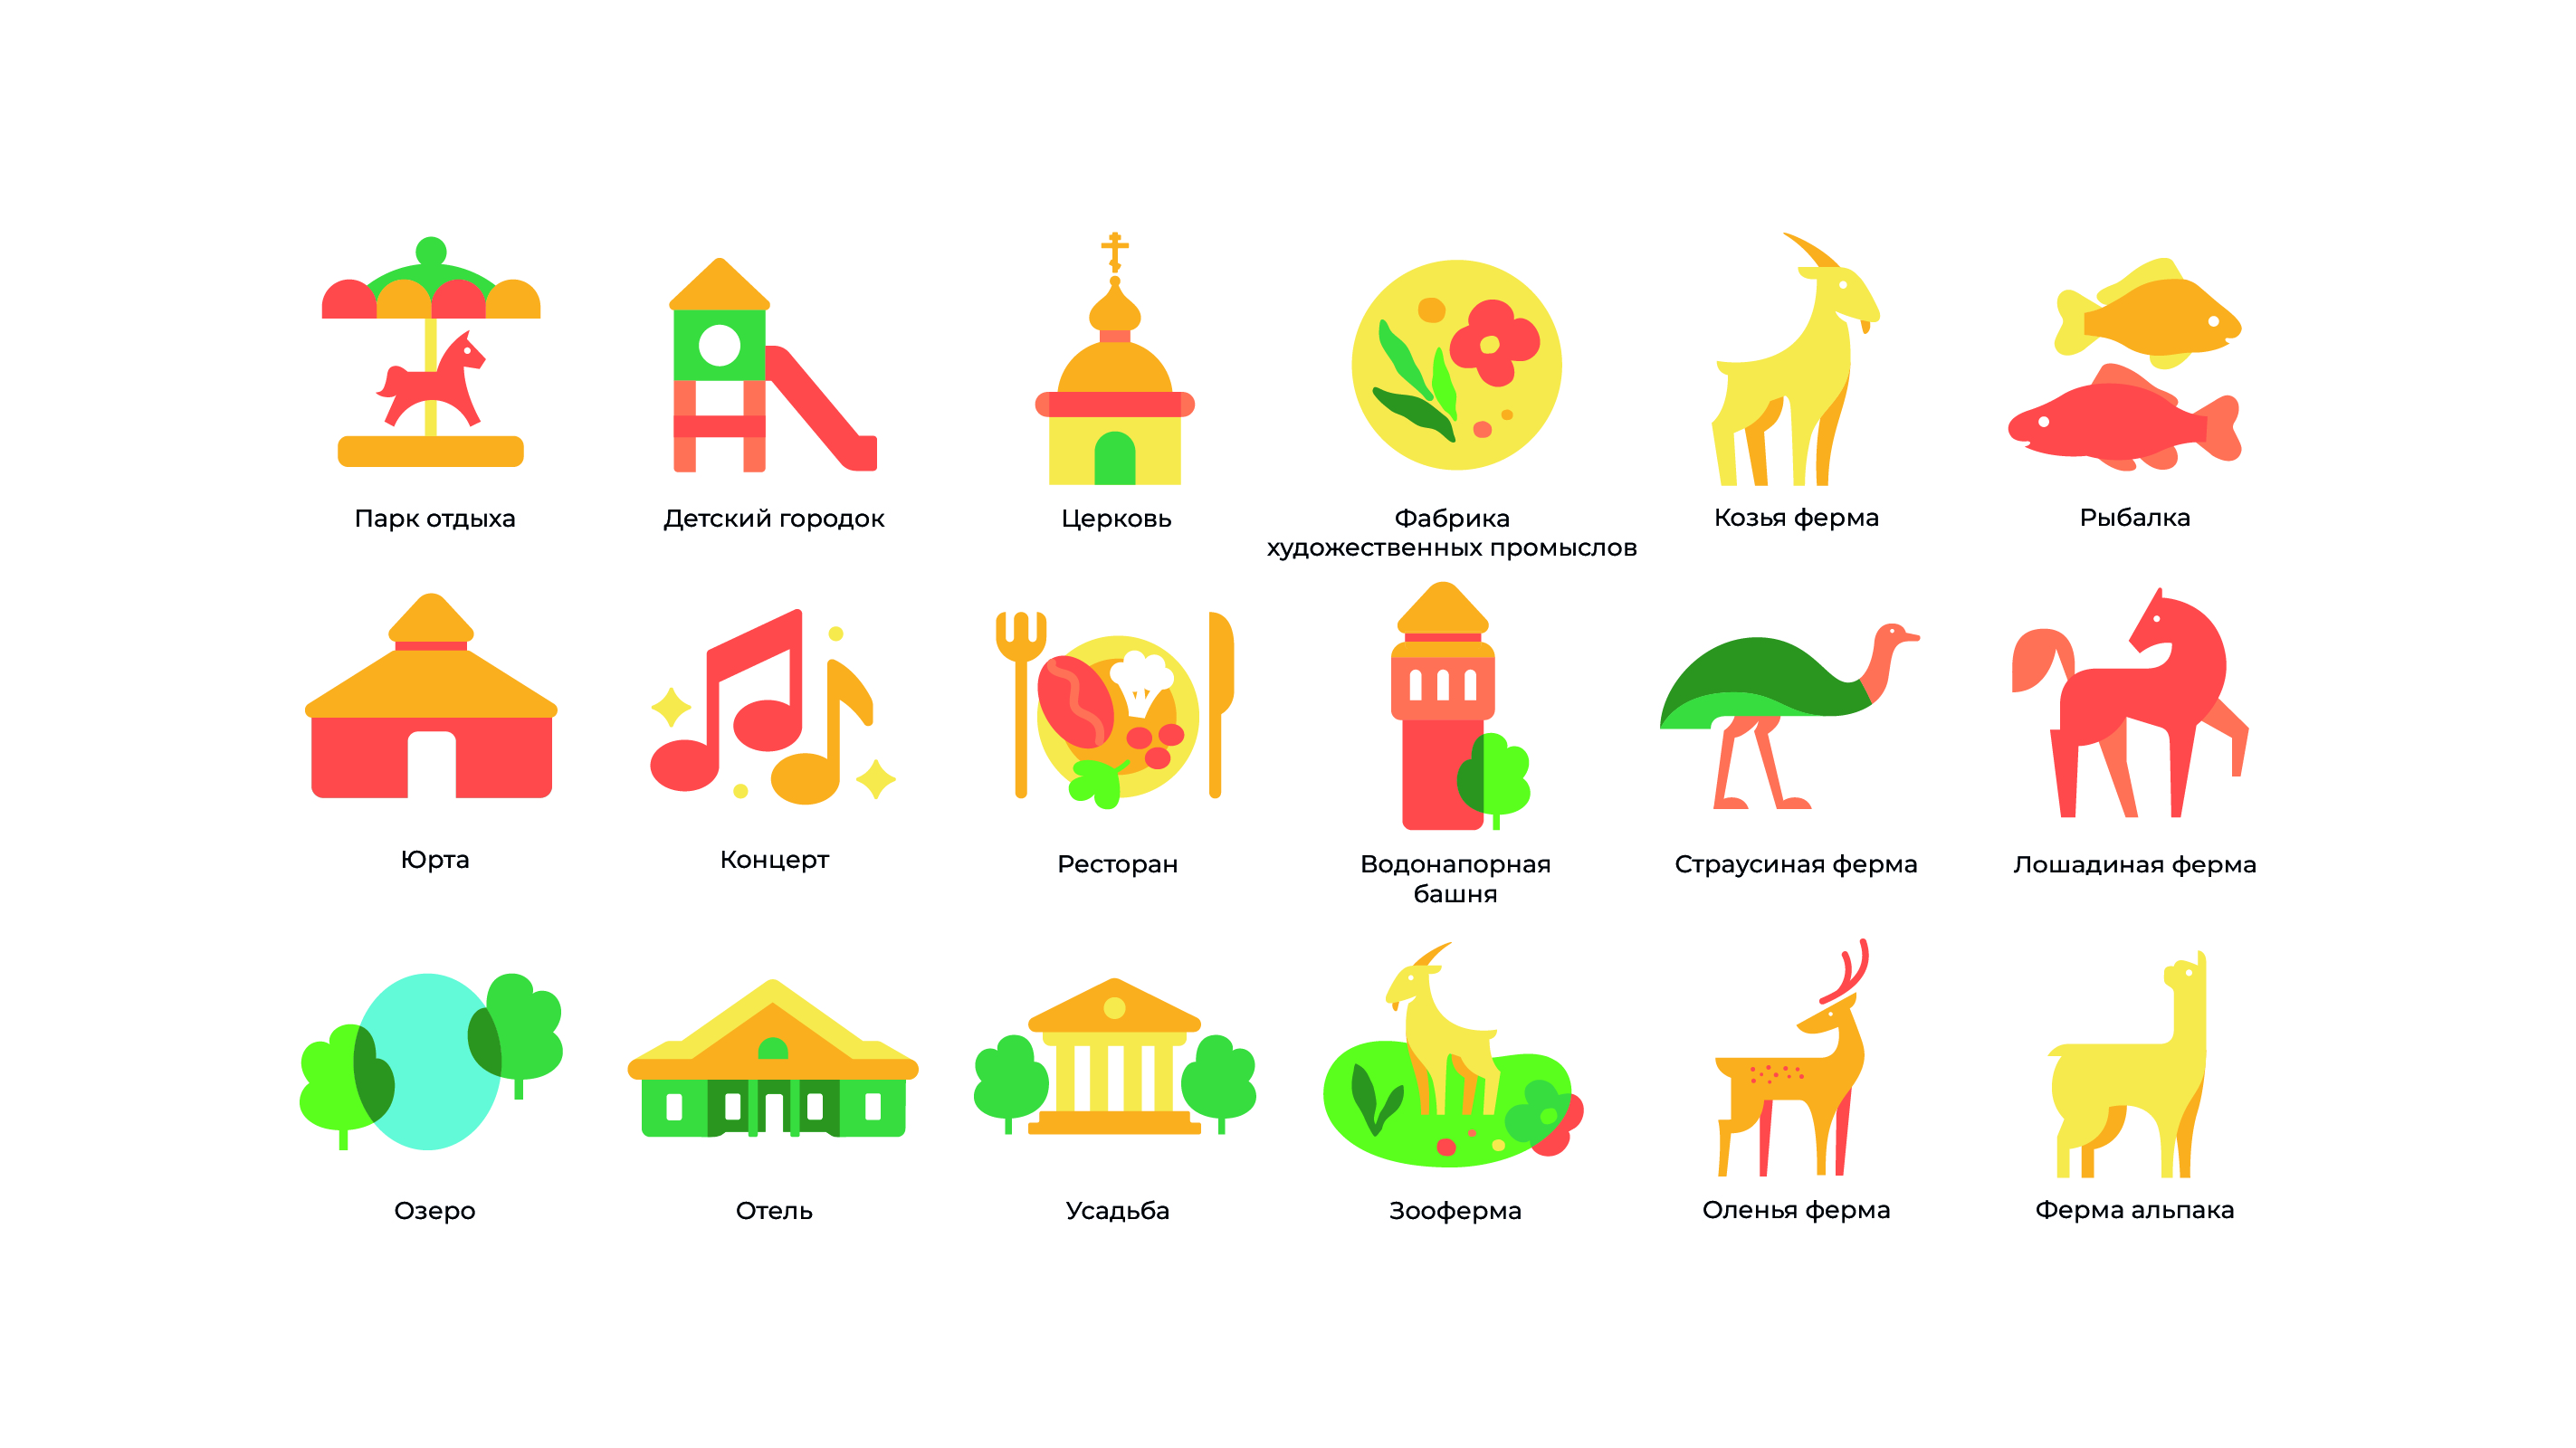 Парк отдыха
Детский городок
Церковь
Фабрика
художественных промыслов
Козья ферма
Рыбалка
Юрта
Концерт
Ресторан
Водонапорная
башня
Страусиная ферма
Лошадиная ферма
Озеро
Отель
Усадьба
Зооферма
Оленья ферма
Ферма альпака